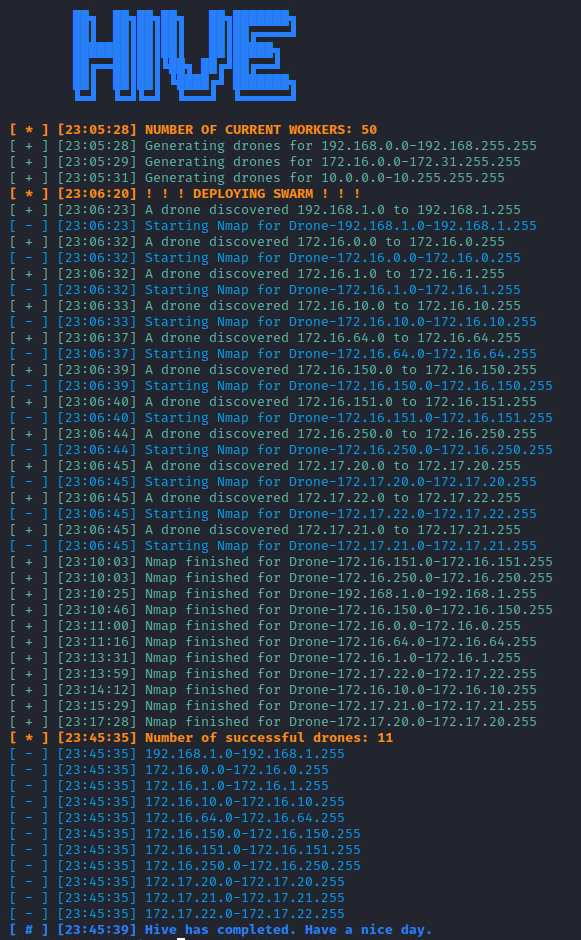 HIVE
[ * ] [23:05:28] NUMBER OF CURRENT WORKERS: 50
[ + ] [23:05:28] Generating drones for 192.168.0.0-192.168.255.255
[ + ] [23:05:29] Generating drones for 172.16.0.0-172.31.255.255
[ + ] [23:05:31] Generating drones for 10.0.0.0-10.255.255.255
[ * ] [23:06:20] ! ! ! DEPLOYING SWARM ! ! !
[ + ] [23:06:23] A drone discovered 192.168.1.0 to 192.168.1.255
[ - ] [23:06:23] Starting Nmap for Drone-192.168.1.0-192.168.1.255
[ + ] [23:06:32] A drone discovered 172.16.0.0 to 172.16.0.255
[ - ] [23:06:32] Starting Nmap for Drone-172.16.0.0-172.16.0.255
[ + ] [23:06:32] A drone discovered 172.16.1.0 to 172.16.1.255
[ - ] [23:06:32] Starting Nmap for Drone-172.16.1.0-172.16.1.255
[ + ] [23:06:33] A drone discovered 172.16.10.0 to 172.16.10.255
[ - ] [23:06:33] Starting Nmap for Drone-172.16.10.0-172.16.10.255
[ + ] [23:06:37] A drone discovered 172.16.64.0 to 172.16.64.255
[ - ] [23:06:37] Starting Nmap for Drone-172.16.64.0-172.16.64.255
[ + ] [23:06:39] A drone discovered 172.16.150.0 to 172.16.150.255
[ - ] [23:06:39] Starting Nmap for Drone-172.16.150.0-172.16.150.255
[ + ] [23:06:40] A drone discovered 172.16.151.0 to 172.16.151.255
[ - ] [23:06:40] Starting Nmap for Drone-172.16.151.0-172.16.151.255
[ + ] [23:06:44] A drone discovered 172.16.250.0 to 172.16.250.255
[ - ] [23:06:44] Starting Nmap for Drone-172.16.250.0-172.16.250.255
[ + ] [23:06:45] A drone discovered 172.17.20.0 to 172.17.20.255
[ - ] [23:06:45] Starting Nmap for Drone-172.17.20.0-172.17.20.255
[ + ] [23:06:45] A drone discovered 172.17.22.0 to 172.17.22.255
[ - ] [23:06:45] Starting Nmap for Drone-172.17.22.0-172.17.22.255
[ + ] [23:06:45] A drone discovered 172.17.21.0 to 172.17.21.255
[ - ] [23:06:45] Starting Nmap for Drone-172.17.21.0-172.17.21.255
[ + ] [23:10:03] Nmap finished for Drone-172.16.151.0-172.16.151.255
[ + ] [23:10:03] Nmap finished for Drone-172.16.250.0-172.16.250.255
[ + ] [23:10:25] Nmap finished for Drone-192.168.1.0-192.168.1.255
[ + ] [23:10:46] Nmap finished for Drone-172.16.150.0-172.16.150.255
[ + ] [23:11:00] Nmap finished for Drone-172.16.0.0-172.16.0.255
[ + ] [23:11:16] Nmap finished for Drone-172.16.64.0-172.16.64.255
[ + ] [23:13:31] Nmap finished for Drone-172.16.1.0-172.16.1.255
[ + ] [23:13:59] Nmap finished for Drone-172.17.22.0-172.17.22.255
[ + ] [23:14:12] Nmap finished for Drone-172.16.10.0-172.16.10.255
[ + ] [23:15:29] Nmap finished for Drone-172.17.21.0-172.17.21.255
[ + ] [23:17:28] Nmap finished for Drone-172.17.20.0-172.17.20.255
[ * ] [23:45:35] Number of successful drones: 11
[ - ] [23:45:35] 192.168.1.0-192.168.1.255
[ - ] [23:45:35] 172.16.0.0-172.16.0.255
[ - ] [23:45:35] 172.16.1.0-172.16.1.255
[ - ] [23:45:35] 172.16.10.0-172.16.10.255
[ - ] [23:45:35] 172.16.64.0-172.16.64.255
[ - ] [23:45:35] 172.16.150.0-172.16.150.255
[ - ] [23:45:35] 172.16.151.0-172.16.151.255
[ - ] [23:45:35] 172.16.250.0-172.16.250.255
[ - ] [23:45:35] 172.17.20.0-172.17.20.255
[ - ] [23:45:35] 172.17.21.0-172.17.21.255
[ - ] [23:45:35] 172.17.22.0-172.17.22.255
[ # ] [23:45:39] Hive has completed. Have a nice day.